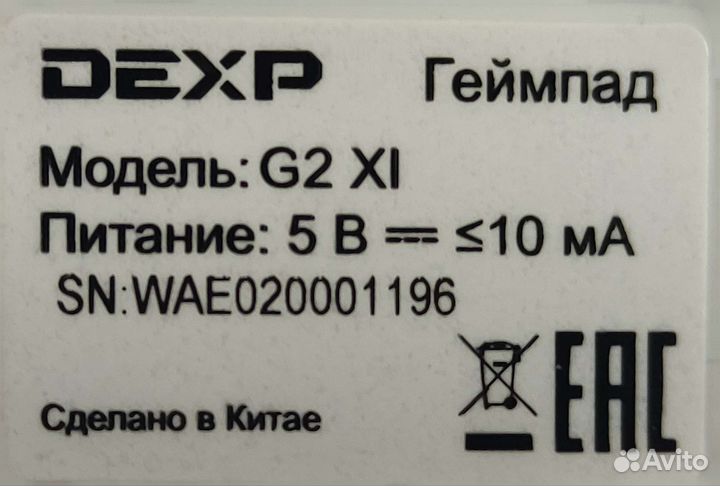 DEXP Геймпад
Модель: G2 XI
Питание: 5 В ⎓ ≤10 мА
SN:WAE020001196
Сделано в Китае
EAC
Avito